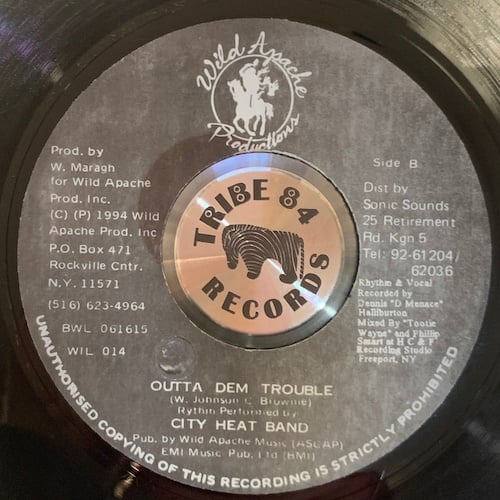 Wild Apache
Productions
Prod. by
W. Maragh
for Wild Apache
Prod. Inc.
(C) (P) 1994 Wild
Apache Prod, Inc
P.O. Box 471
Rockville Cntr.
N.Y. 11571
(516) 623-4964
BWL 061615
WIL 014
Side B
Dist by
Sonic Sounds
25 Retirement
Rd. Kgn 5
Tel: 92-61204/
62036
Rhythm & Vocal
Recorded by
Dennis "D Menace"
Halliburton
Mixed By "Tootie
Wayne" and Phillip
Smart at H C & F
Recording Studio
Freeport, NY
TRIBE 84
RECORDS
OUTTA DEM TROUBLE
(W. Johnson C Browne)
Rythm Performed by
CITY HEAT BAND
Pub. by Wild Apache Music (ASCAP)
EMI Music Pub. Ltd (BMI)
UNAUTHORISED COPYING OF THIS RECORDING IS STRICTLY PROHIBITED